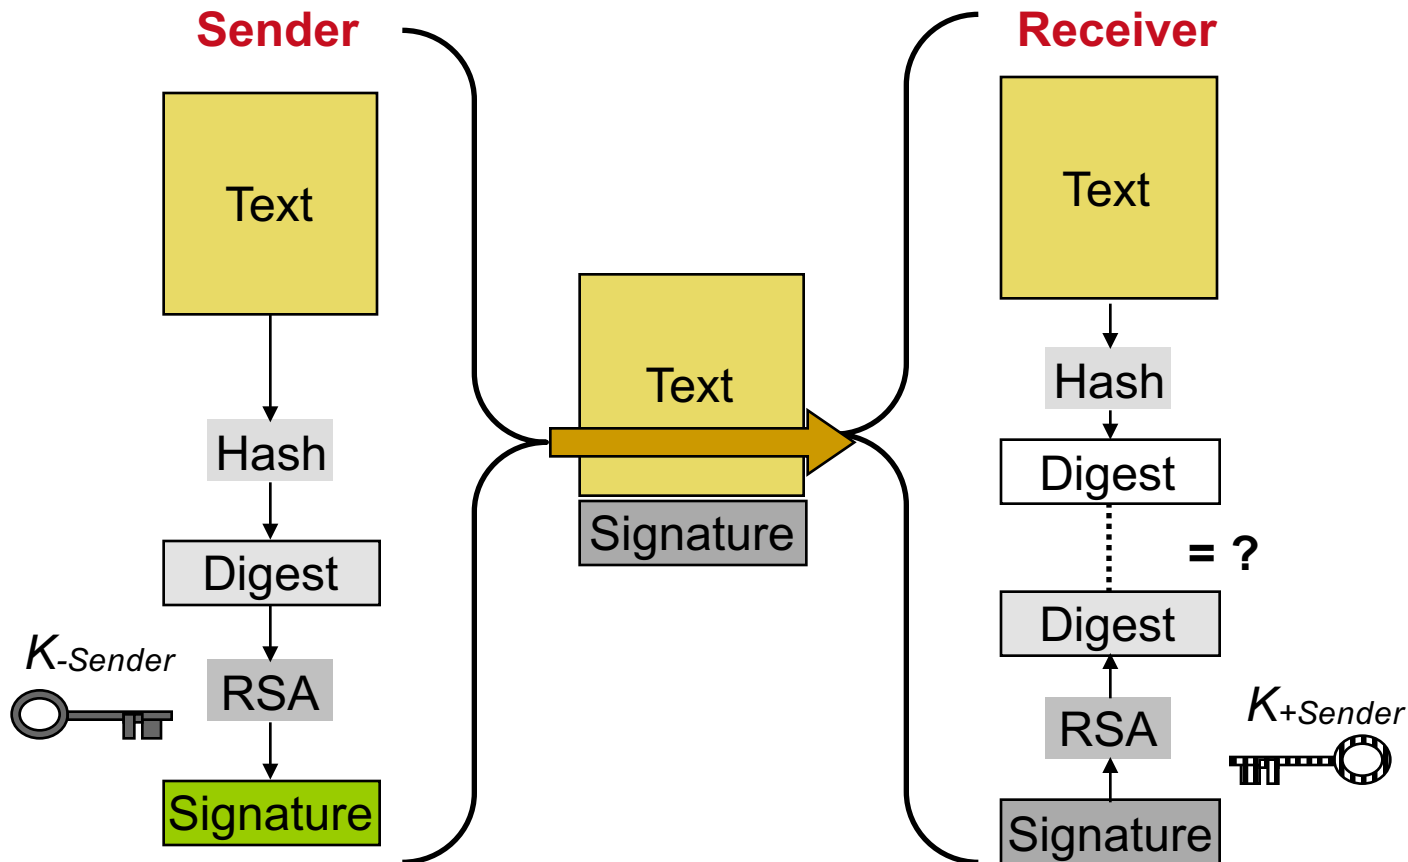 Sender
Text
Hash
Digest
K-Sender
RSA
Signature
Text
Signature
Receiver
Text
Hash
Digest
= ?
Digest
RSA
K+Sender
Signature